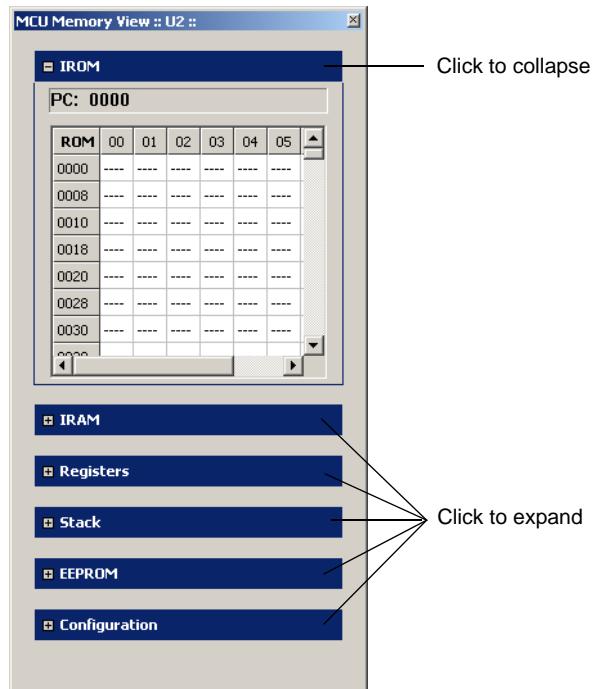 MCU Memory View :: U2 ::
IROM
Click to collapse
PC: 0000
ROM 00 01 02 03 04 05
0000 ---- ---- ---- ---- ---- ----
0008 ---- ---- ---- ---- ---- ----
0010 ---- ---- ---- ---- ---- ----
0018 ---- ---- ---- ---- ---- ----
0020 ---- ---- ---- ---- ---- ----
0028 ---- ---- ---- ---- ---- ----
0030 ---- ---- ---- ---- ---- ----
IRAM
Registers
Stack
Click to expand
EEPROM
Configuration